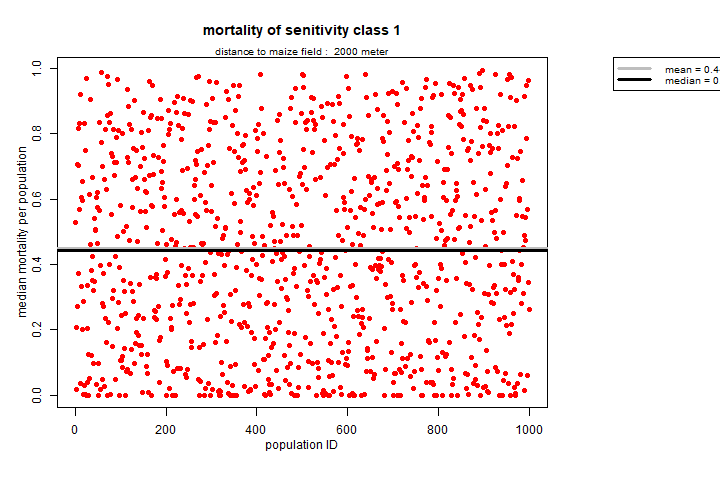 mortality of senitivity class 1
distance to maize field : 2000 meter
mean = 0.4
median = 0
median mortality per population
1.0
0.8
0.6
0.4
0.2
0.0
0 200 400 600 800 1000
population ID